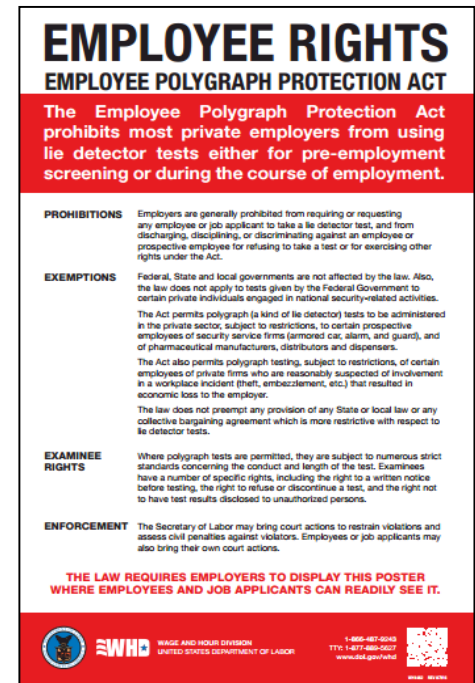 EMPLOYEE RIGHTS
EMPLOYEE POLYGRAPH PROTECTION ACT
The Employee Polygraph Protection Act
prohibits most private employers from using
lie detector tests either for pre-employment
screening or during the course of employment.
PROHIBITIONS
Employers are generally prohibited from requiring or requesting
any employee or job applicant to take a lie detector test, and from
discharging, disciplining, or discriminating against an employee or
prospective employee for refusing to take a test or for exercising other
rights under the Act.
EXEMPTIONS
Federal, State and local governments are not affected by the law. Also,
the law does not apply to tests given by the Federal Government to
certain private individuals engaged in national security-related activities.
The Act permits polygraph (a kind of lie detector) tests to be administered
in the private sector, subject to restrictions, to certain prospective
employees of security service firms (armored car, alarm, and guard), and
of pharmaceutical manufacturers, distributors and dispensers.
The Act also permits polygraph testing, subject to restrictions, of certain
employees of private firms who are reasonably suspected of involvement
in a workplace incident (theft, embezzlement, etc.) that resulted in
economic loss to the employer.
The law does not preempt any provision of any State or local law or any
collective bargaining agreement which is more restrictive with respect to
lie detector tests.
EXAMINEE
RIGHTS
Where polygraph tests are permitted, they are subject to numerous strict
standards concerning the conduct and length of the test. Examinees
have a number of specific rights, including the right to a written notice
before testing, the right to refuse or discontinue a test, and the right not
to have test results disclosed to unauthorized persons.
ENFORCEMENT
The Secretary of Labor may bring court actions to restrain violations and
assess civil penalties against violators. Employees or job applicants may
also bring their own court actions.
THE LAW REQUIRES EMPLOYERS TO DISPLAY THIS POSTER
WHERE EMPLOYEES AND JOB APPLICANTS CAN READILY SEE IT.
WHD
WAGE AND HOUR DIVISION
UNITED STATES DEPARTMENT OF LABOR
1-866-487-9243
TTY: 1-877-889-5627
www.dol.gov/whd